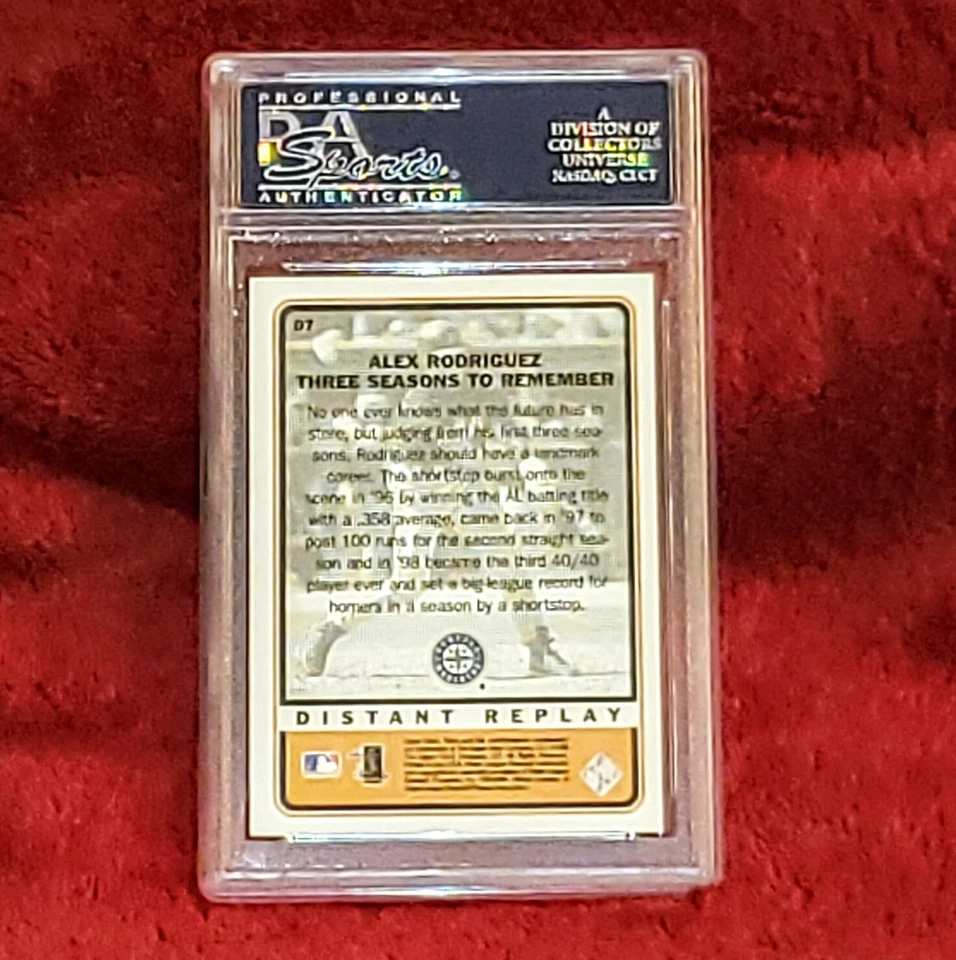 PROFESSIONAL
PSA
Sports
AUTHENTICATOR
A
DIVISION OF
COLLECTORS
UNIVERSE
NASDAQ: CLCT
D7
ALEX RODRIGUEZ
THREE SEASONS TO REMEMBER
No one ever knows what the future has in
store, but judging from his first three sea-
sons, Rodriguez should have a landmark
career. The shortstop burst onto the
scene in '96 by winning the AL batting title
with a .358 average, came back in '97 to
post 100 runs for the second straight sea-
son and in '98 became the third 40/40
player ever and set a big-league record for
homers in a season by a shortstop.
DISTANT REPLAY